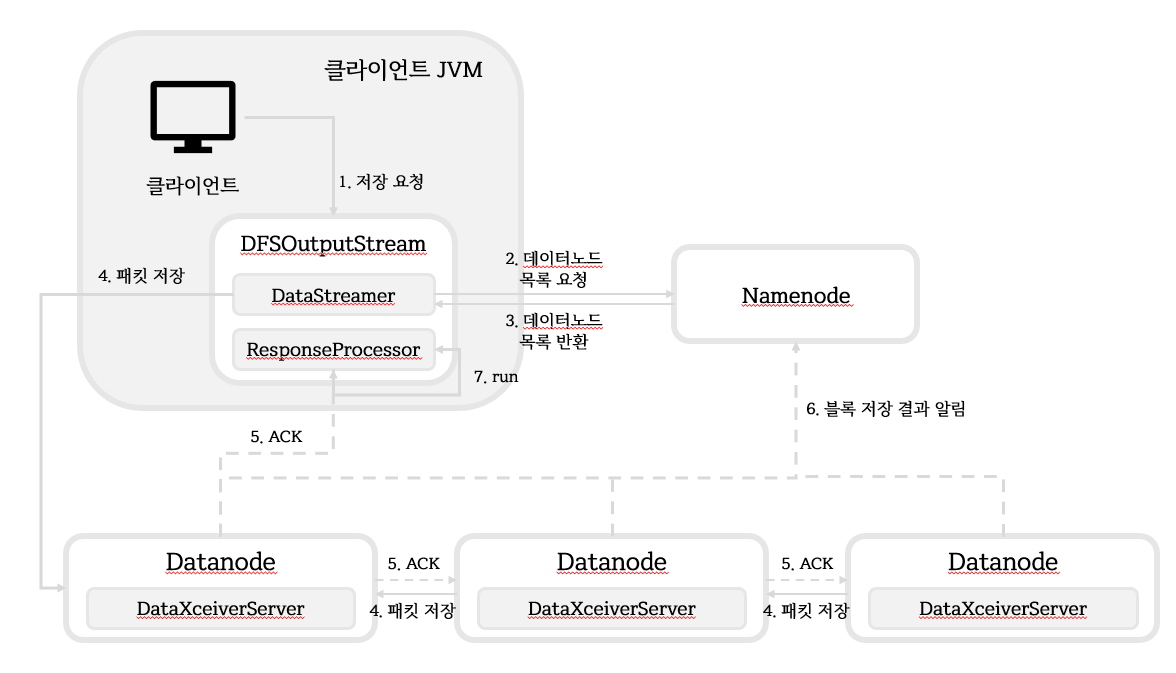 클라이언트 JVM
클라이언트
1. 저장 요청
DFSOutputStream
DataStreamer
ResponseProcessor
4. 패킷 저장
2. 데이터노드
목록 요청
3. 데이터노드
목록 반환
Namenode
7. run
5. ACK
6. 블록 저장 결과 알림
Datanode
DataXceiverServer
5. ACK
4. 패킷 저장
Datanode
DataXceiverServer
5. ACK
4. 패킷 저장
Datanode
DataXceiverServer